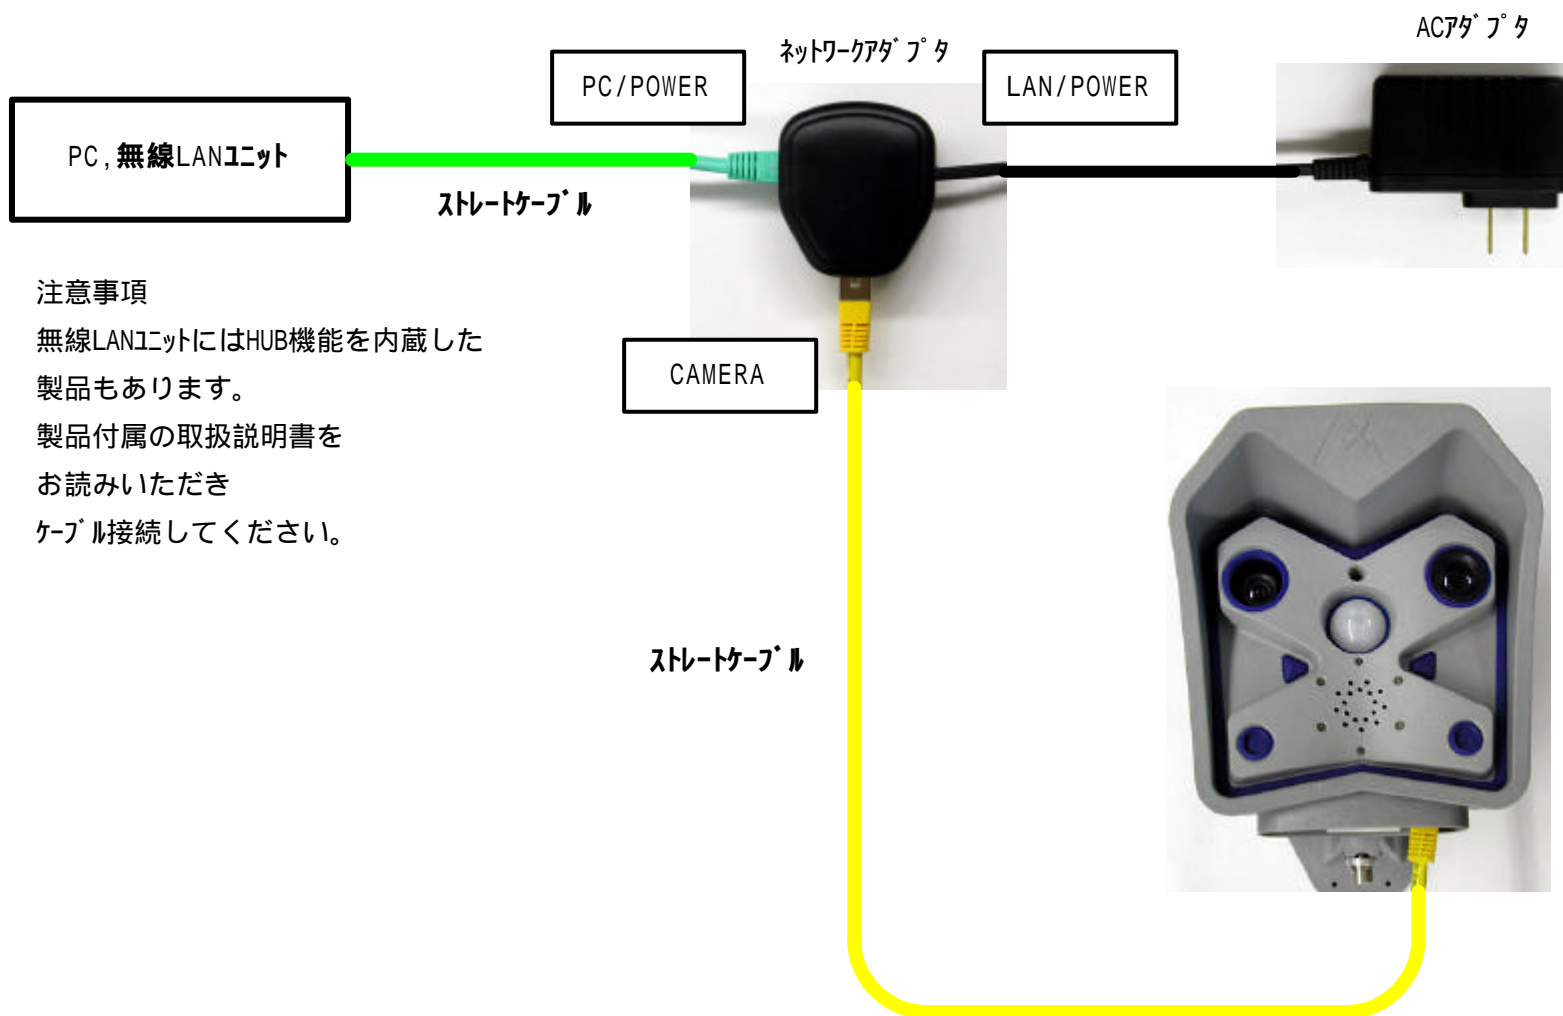 ACｱﾀﾞﾌﾟﾀ
ﾈｯﾄﾜｰｸｱﾀﾞﾌﾟﾀ
PC/POWER
LAN/POWER
PC,無線LANﾕﾆｯﾄ
ｽﾄﾚｰﾄｹｰﾌﾞﾙ
注意事項
無線LANﾕﾆｯﾄにはHUB機能を内蔵した
製品もあります。
製品付属の取扱説明書を
お読みいただき
ｹｰﾌﾞﾙ接続してください。
CAMERA
ｽﾄﾚｰﾄｹｰﾌﾞﾙ